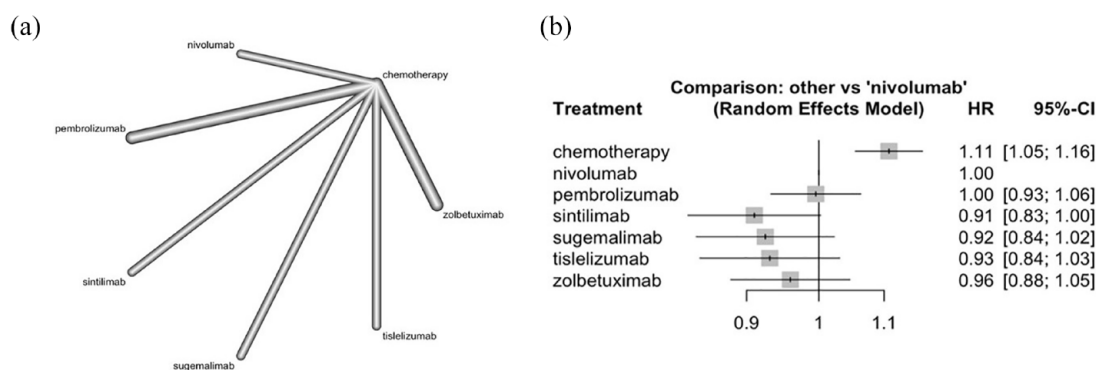 (a)
nivolumab
chemotherapy
pembrolizumab
zolbetuximab
sintilimab
tislelizumab
sugemalimab
(b)
Comparison: other vs 'nivolumab'
Treatment (Random Effects Model) HR 95%-CI
chemotherapy 1.11 [1.05; 1.16]
nivolumab 1.00
pembrolizumab 1.00 [0.93; 1.06]
sintilimab 0.91 [0.83; 1.00]
sugemalimab 0.92 [0.84; 1.02]
tislelizumab 0.93 [0.84; 1.03]
zolbetuximab 0.96 [0.88; 1.05]
0.9 1 1.1